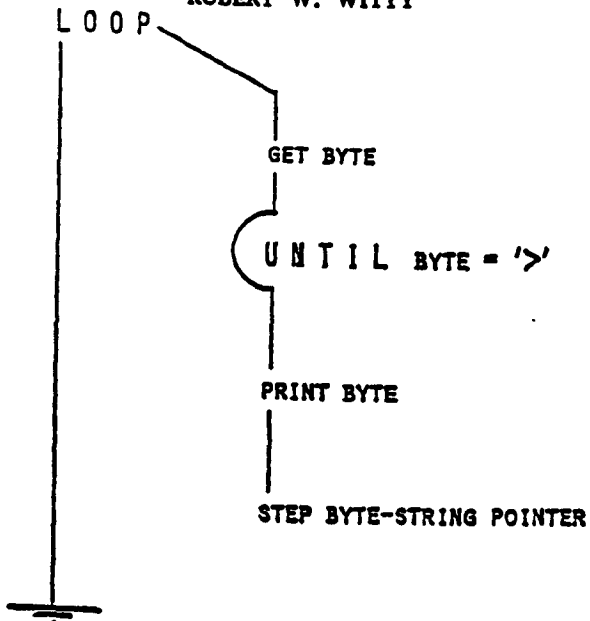 ROBERT W. WITTY
LOOP
GET BYTE
UNTIL BYTE = '>'
PRINT BYTE
STEP BYTE-STRING POINTER